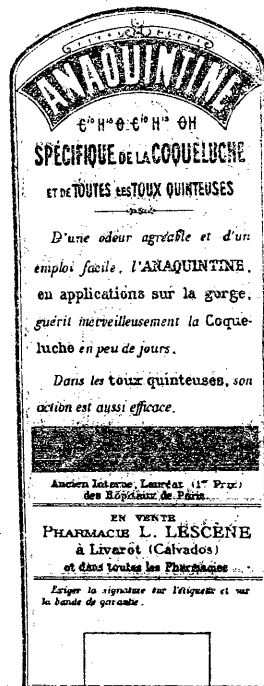 ANAQUINTINE
SPÉCIFIQUE DE LA COQUELUCHE
ET DE TOUTES LES TOUX QUINTEUSES
D'une odeur agréable et d'un
emploi facile, l'ANAQUINTINE,
en applications sur la gorge,
guérit merveilleusement la Coque-
luche en peu de jours.
Dans les toux quinteuses, son
action est aussi efficace.
Ancien Interne, Lauréat (1er Prix)
des Hôpitaux de Paris
EN VENTE
PHARMACIE L. LESCÈNE
à Livarot (Calvados)
et dans toutes les Pharmacies
Exiger la signature sur l'étiquette et sur
la bande de garantie.